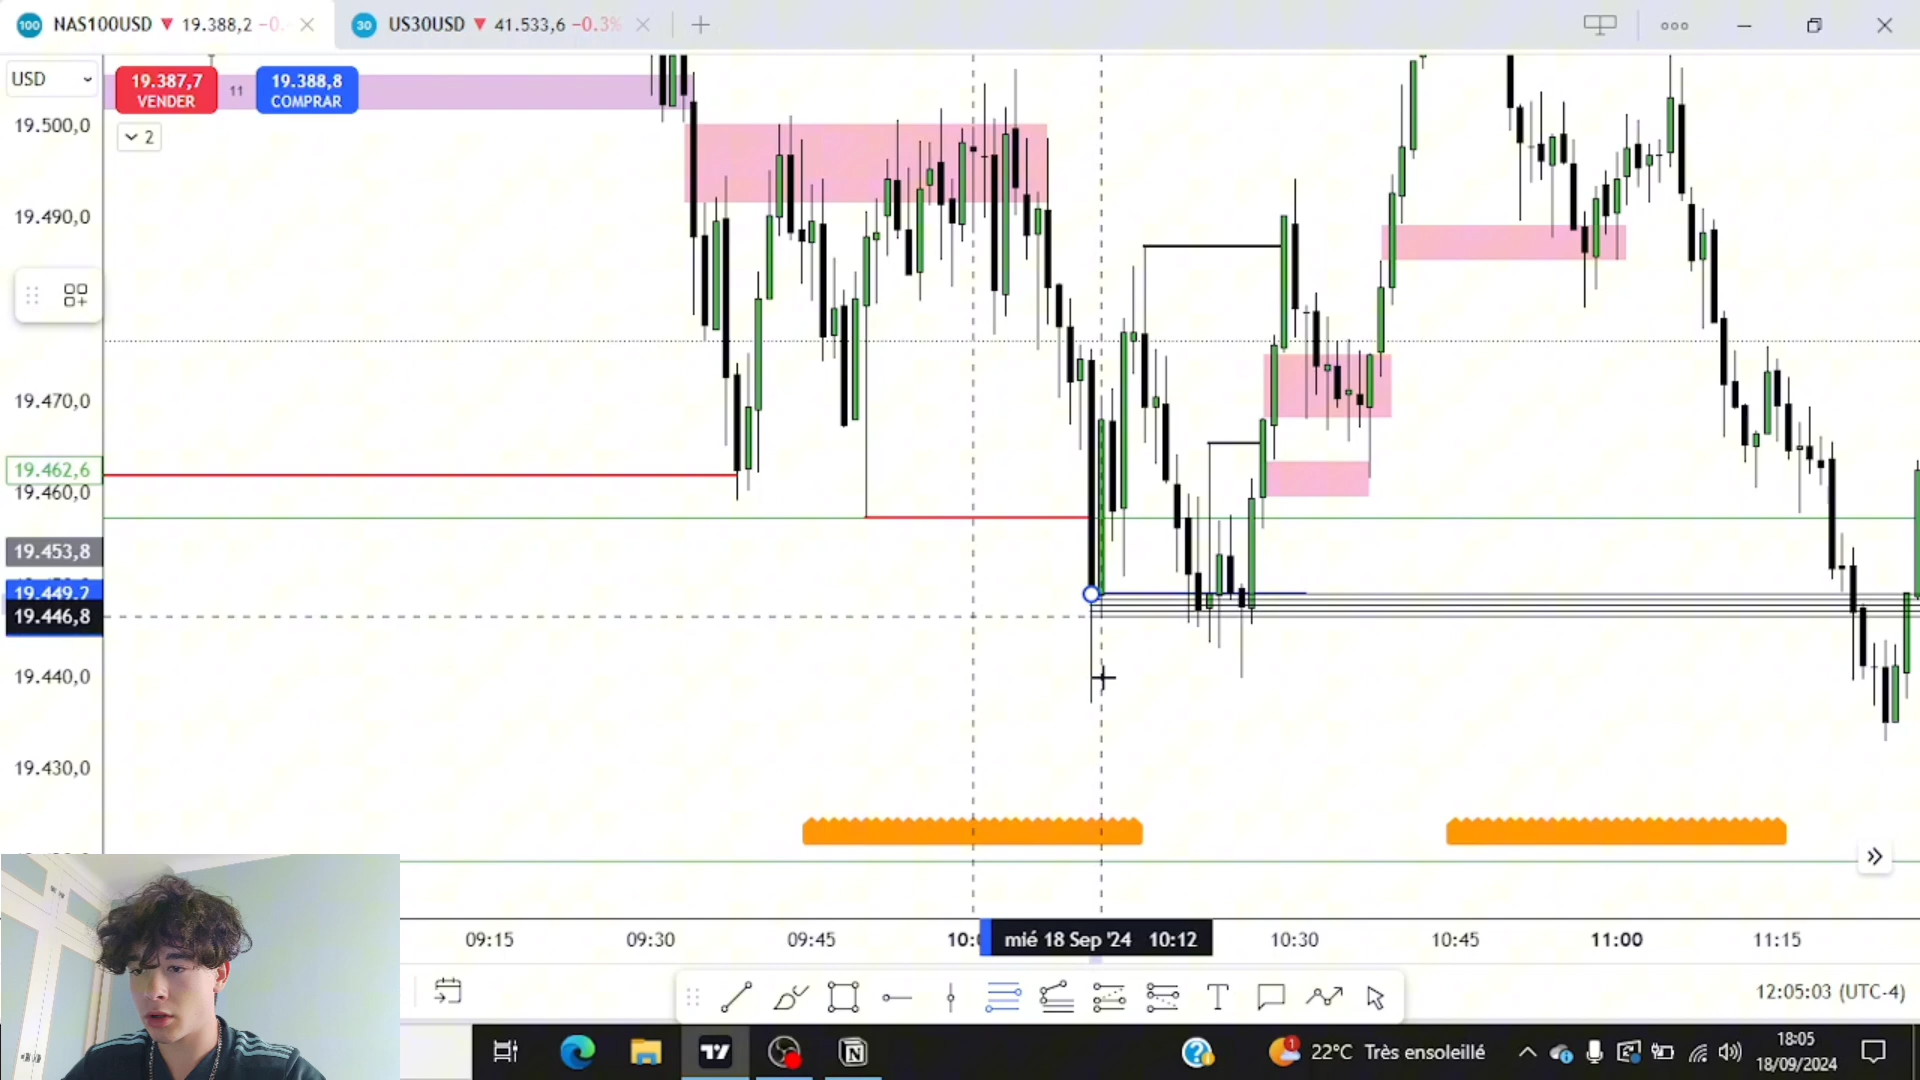 100 NAS100USD 19.388,2 −0.
30 US30USD 41.533,6 −0.3%
USD
19.387,7
VENDER
11
19.388,8
COMPRAR
2
19.500,0
19.490,0
19.470,0
19.462,6
19.460,0
19.453,8
19.449,7
19.446,8
19.440,0
19.430,0
09:15
09:30
09:45
mié 18 Sep '24 10:12
10:30
10:45
11:00
11:15
12:05:03 (UTC-4)
22°C Très ensoleillé
18:05
18/09/2024